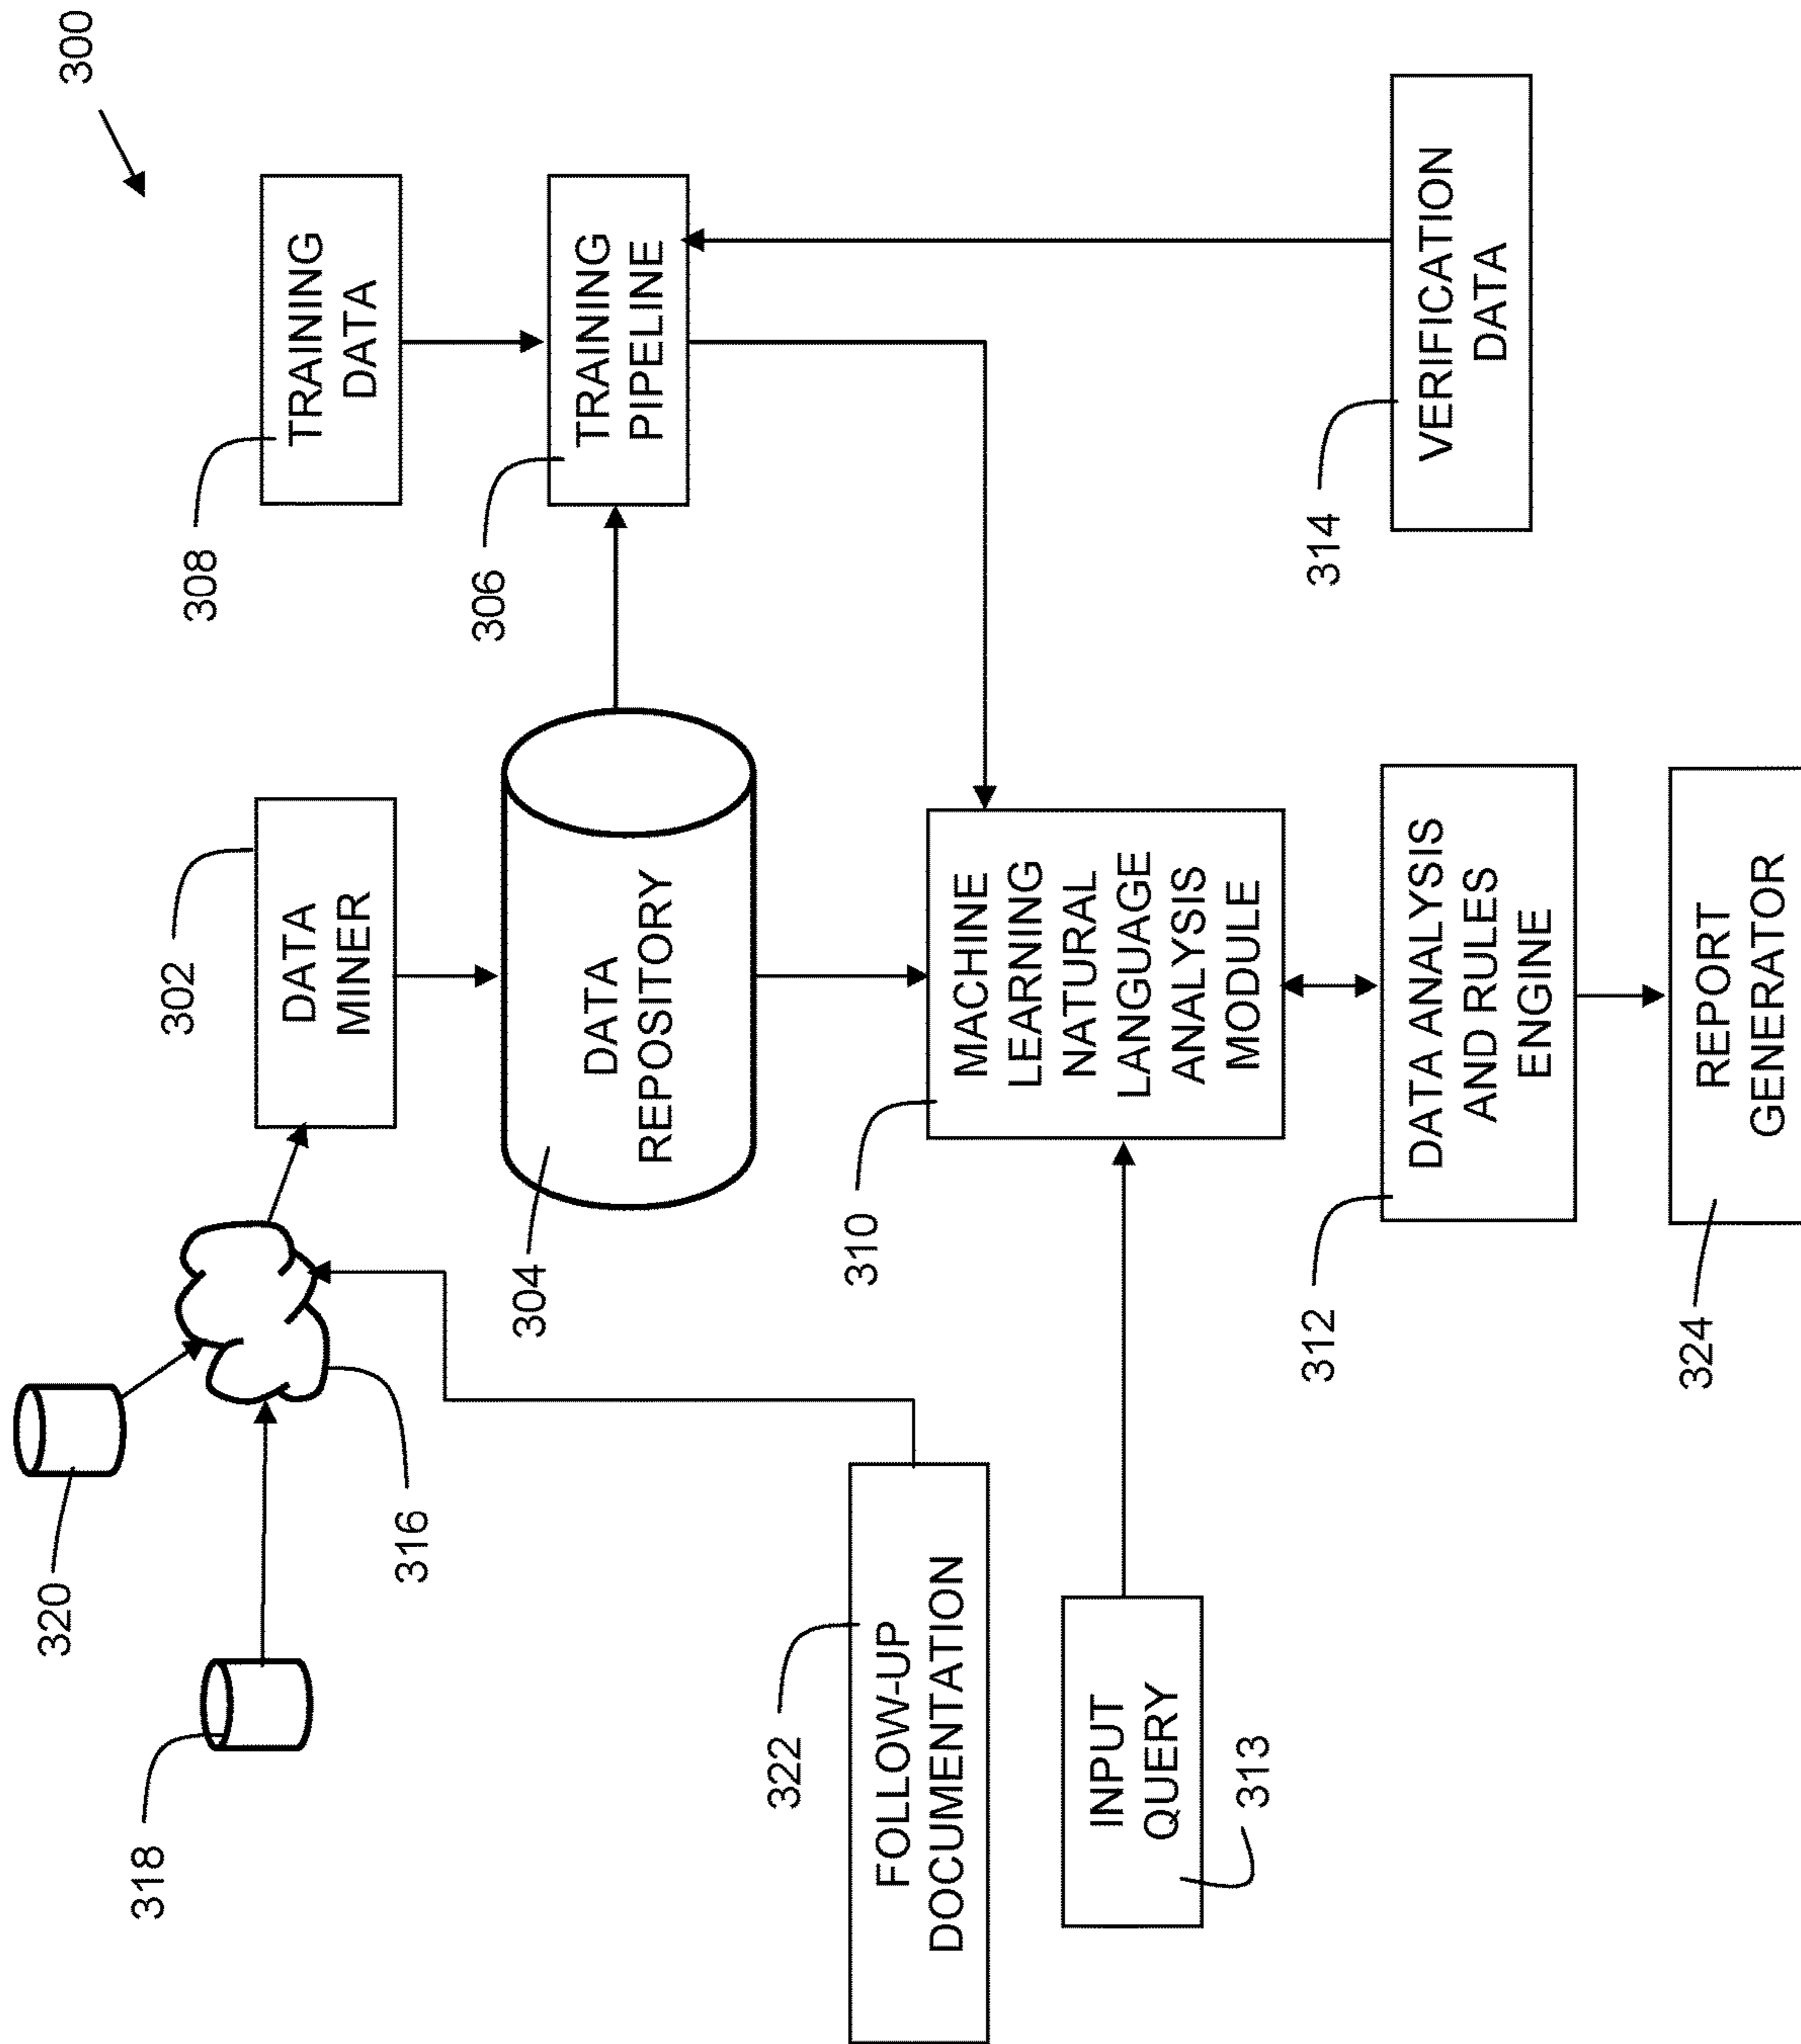 300
320
318
316
302
DATA
MINER
308
TRAINING
DATA
304
DATA
REPOSITORY
306
TRAINING
PIPELINE
322
FOLLOW-UP
DOCUMENTATION
310
MACHINE
LEARNING
NATURAL
LANGUAGE
ANALYSIS
MODULE
INPUT
QUERY
313
312
DATA ANALYSIS
AND RULES
ENGINE
314
VERIFICATION
DATA
324
REPORT
GENERATOR